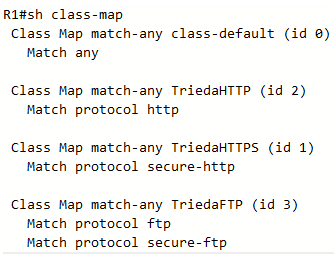 R1#sh class-map
Class Map match-any class-default (id 0)
Match any
Class Map match-any TriedaHTTP (id 2)
Match protocol http
Class Map match-any TriedaHTTPS (id 1)
Match protocol secure-http
Class Map match-any TriedaFTP (id 3)
Match protocol ftp
Match protocol secure-ftp